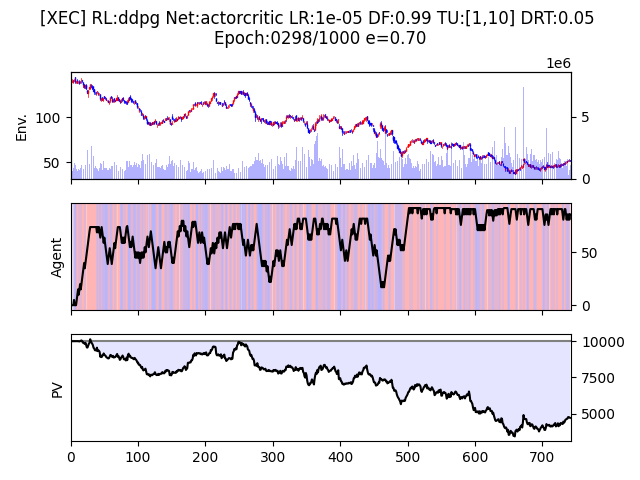 [XEC] RL:ddpg Net:actorcritic LR:1e-05 DF:0.99 TU:[1,10] DRT:0.05
Epoch:0298/1000 e=0.70
1e6
Env.
100
50
5
0
Agent
50
0
PV
10000
7500
5000
0 100 200 300 400 500 600 700